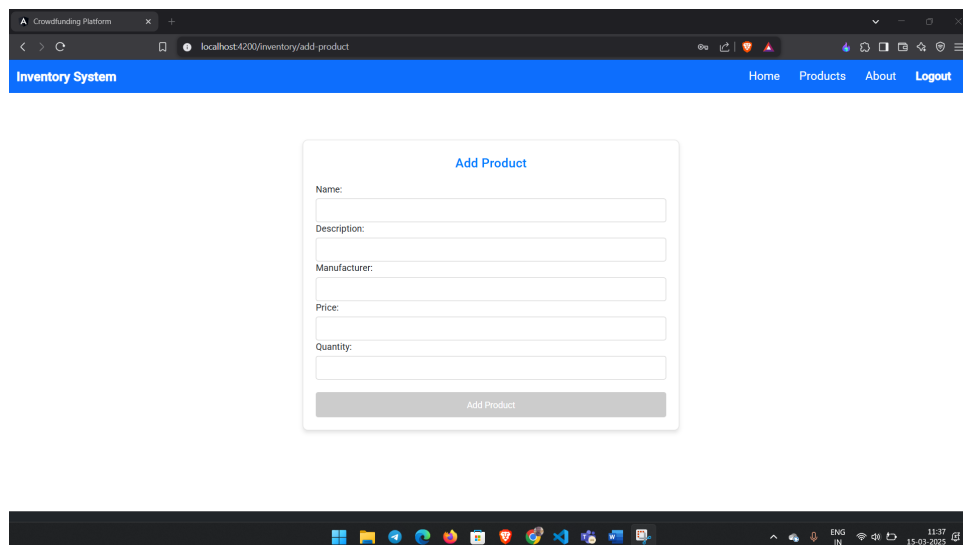 Crowdfunding Platform
localhost:4200/inventory/add-product
Inventory System Home Products About Logout
Add Product
Name:
Description:
Manufacturer:
Price:
Quantity:
Add Product
ENG 11:37
IN 15-03-2025